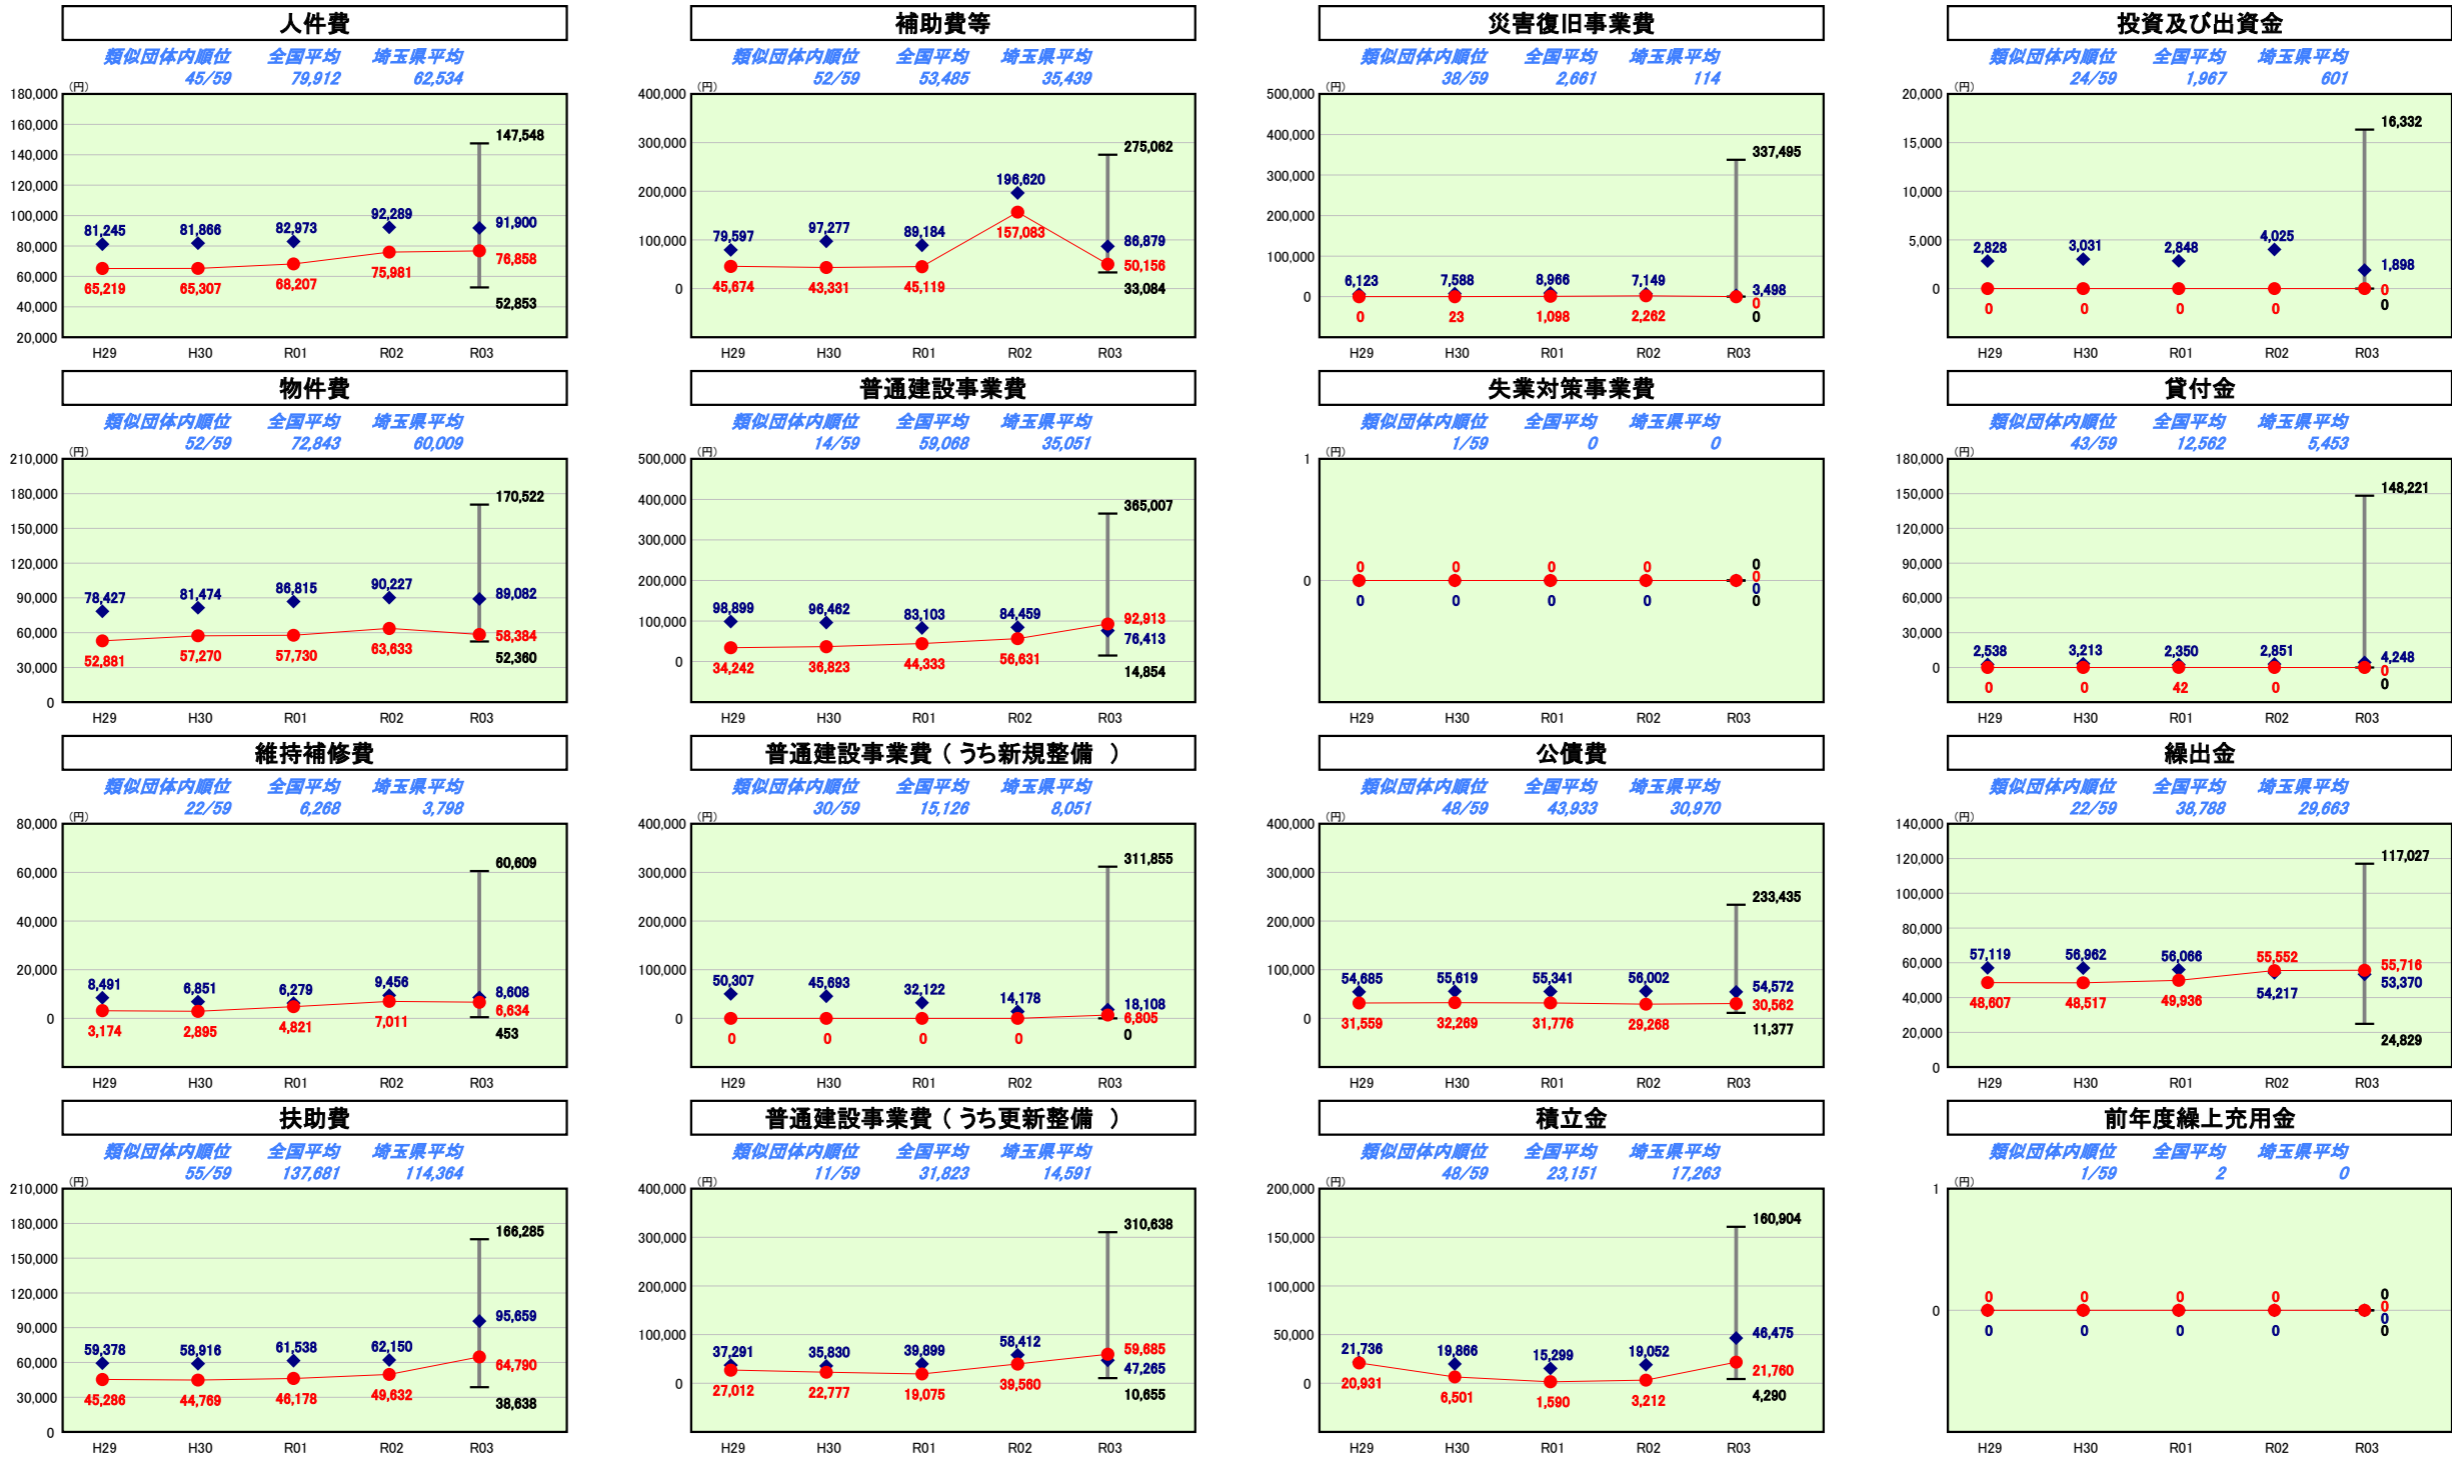 人件費
類似団体内順位 全国平均 埼玉県平均
45/59 79,912 62,534
(円)
180,000
160,000
140,000
120,000
100,000
80,000
60,000
40,000
20,000
147,548
81,245 81,866 82,973 92,289 91,900
65,219 65,307 68,207 75,981 76,858
52,853
H29 H30 R01 R02 R03
補助費等
類似団体内順位 全国平均 埼玉県平均
52/59 53,485 35,439
(円)
400,000
300,000
200,000
100,000
0
275,062
79,597 97,277 89,184 196,620 86,879
45,674 43,331 45,119 157,083 50,156
33,084
H29 H30 R01 R02 R03
災害復旧事業費
類似団体内順位 全国平均 埼玉県平均
38/59 2,661 114
(円)
500,000
400,000
300,000
200,000
100,000
0
337,495
6,123 7,588 8,966 7,149 3,498
0 23 1,098 2,262 0
0
H29 H30 R01 R02 R03
投資及び出資金
類似団体内順位 全国平均 埼玉県平均
24/59 1,967 601
(円)
20,000
15,000
10,000
5,000
0
16,332
2,828 3,031 2,848 4,025 1,898
0 0 0 0 0
0
H29 H30 R01 R02 R03
物件費
類似団体内順位 全国平均 埼玉県平均
52/59 72,843 60,009
(円)
210,000
180,000
150,000
120,000
90,000
60,000
30,000
0
170,522
78,427 81,474 86,815 90,227 89,082
52,881 57,270 57,730 63,633 58,384
52,360
H29 H30 R01 R02 R03
普通建設事業費
類似団体内順位 全国平均 埼玉県平均
14/59 59,068 35,051
(円)
500,000
400,000
300,000
200,000
100,000
0
365,007
98,899 96,462 83,103 84,459 92,913
34,242 36,823 44,333 56,631 76,413
14,854
H29 H30 R01 R02 R03
失業対策事業費
類似団体内順位 全国平均 埼玉県平均
1/59 0 0
(円)
1
0
0 0 0 0 0
0
0 0 0 0 0
0
H29 H30 R01 R02 R03
貸付金
類似団体内順位 全国平均 埼玉県平均
43/59 12,562 5,453
(円)
180,000
150,000
120,000
90,000
60,000
30,000
0
148,221
2,538 3,213 2,350 2,851 4,248
0 0 42 0 0
0
H29 H30 R01 R02 R03
維持補修費
類似団体内順位 全国平均 埼玉県平均
22/59 6,268 3,798
(円)
80,000
60,000
40,000
20,000
0
60,609
8,491 6,851 6,279 9,456 8,608
3,174 2,895 4,821 7,011 6,634
453
H29 H30 R01 R02 R03
普通建設事業費(うち新規整備 )
類似団体内順位 全国平均 埼玉県平均
30/59 15,126 8,051
(円)
400,000
300,000
200,000
100,000
0
311,855
50,307 45,693 32,122 14,178 18,108
0 0 0 0 6,805
0
H29 H30 R01 R02 R03
公債費
類似団体内順位 全国平均 埼玉県平均
48/59 43,933 30,970
(円)
400,000
300,000
200,000
100,000
0
233,435
54,685 55,619 55,341 56,002 54,572
31,559 32,269 31,776 29,268 30,562
11,377
H29 H30 R01 R02 R03
繰出金
類似団体内順位 全国平均 埼玉県平均
22/59 38,788 29,663
(円)
140,000
120,000
100,000
80,000
60,000
40,000
20,000
0
117,027
57,119 56,962 56,066 55,552 55,716
48,607 48,517 49,936 54,217 53,370
24,829
H29 H30 R01 R02 R03
扶助費
類似団体内順位 全国平均 埼玉県平均
55/59 137,681 114,364
(円)
210,000
180,000
150,000
120,000
90,000
60,000
30,000
0
166,285
59,378 58,916 61,538 62,150 95,659
45,286 44,769 46,178 49,632 64,790
38,638
H29 H30 R01 R02 R03
普通建設事業費(うち更新整備 )
類似団体内順位 全国平均 埼玉県平均
11/59 31,823 14,591
(円)
400,000
300,000
200,000
100,000
0
310,638
37,291 35,830 39,899 58,412 59,685
27,012 22,777 19,075 39,560 47,265
10,655
H29 H30 R01 R02 R03
積立金
類似団体内順位 全国平均 埼玉県平均
48/59 23,151 17,263
(円)
200,000
150,000
100,000
50,000
0
160,904
21,736 19,866 15,299 19,052 46,475
20,931 6,501 1,590 3,212 21,760
4,290
H29 H30 R01 R02 R03
前年度繰上充用金
類似団体内順位 全国平均 埼玉県平均
1/59 2 0
(円)
1
0
0 0 0 0 0
0
0 0 0 0 0
0
H29 H30 R01 R02 R03